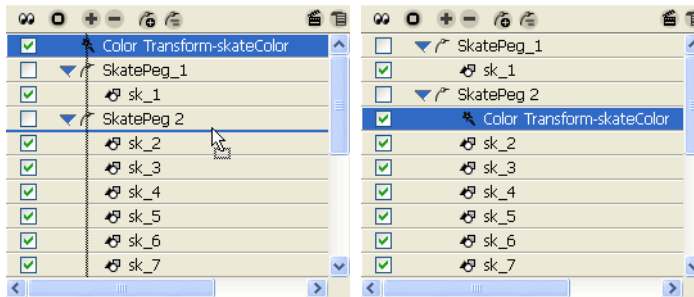 Color Transform-skateColor
SkatePeg_1
sk_1
SkatePeg 2
sk_2
sk_3
sk_4
sk_5
sk_6
sk_7
SkatePeg_1
sk_1
SkatePeg 2
Color Transform-skateColor
sk_2
sk_3
sk_4
sk_5
sk_6
sk_7